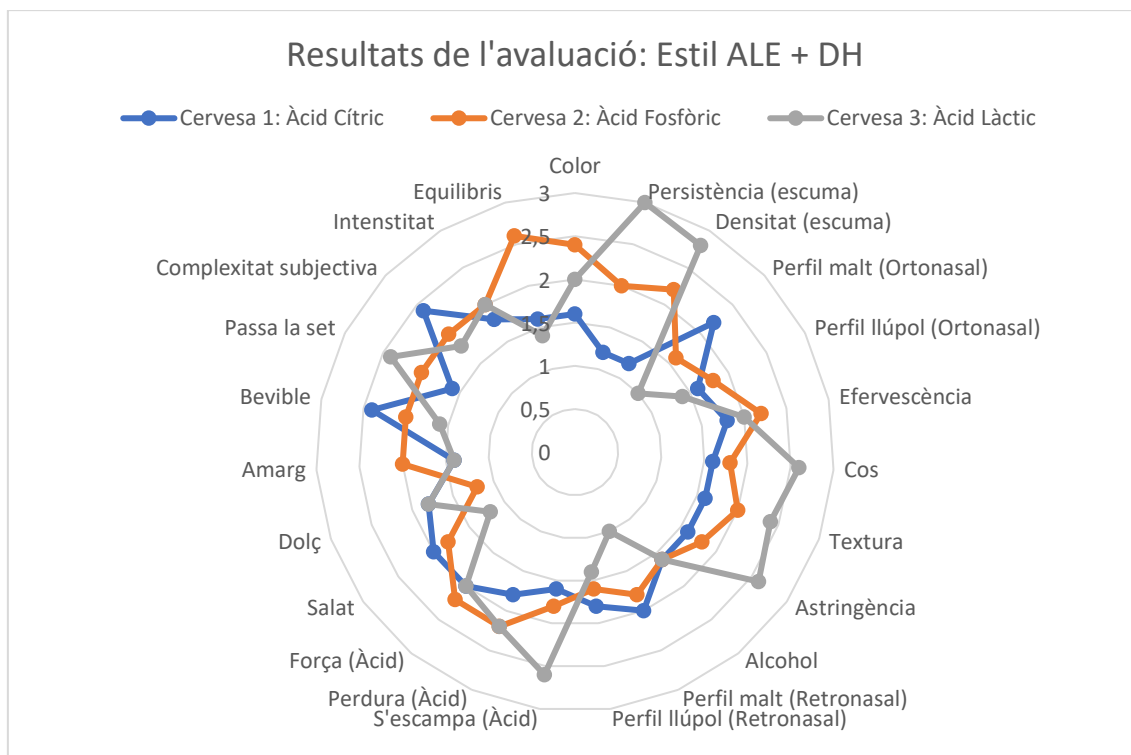 Resultats de l'avaluació: Estil ALE + DH
Cervesa 1: Àcid Cítric
Cervesa 2: Àcid Fosfòric
Cervesa 3: Àcid Làctic
Color
Persistència (escuma)
Densitat (escuma)
Perfil malt (Ortonasal)
Perfil llúpol (Ortonasal)
Efervescència
Cos
Textura
Astringència
Alcohol
Perfil malt (Retronasal)
Perfil llúpol (Retronasal)
S'escampa (Àcid)
Perdura (Àcid)
Força (Àcid)
Salat
Dolç
Amarg
Bevible
Passa la set
Complexitat subjectiva
Intenstitat
Equilibris
3
2,5
2
1,5
1
0,5
0